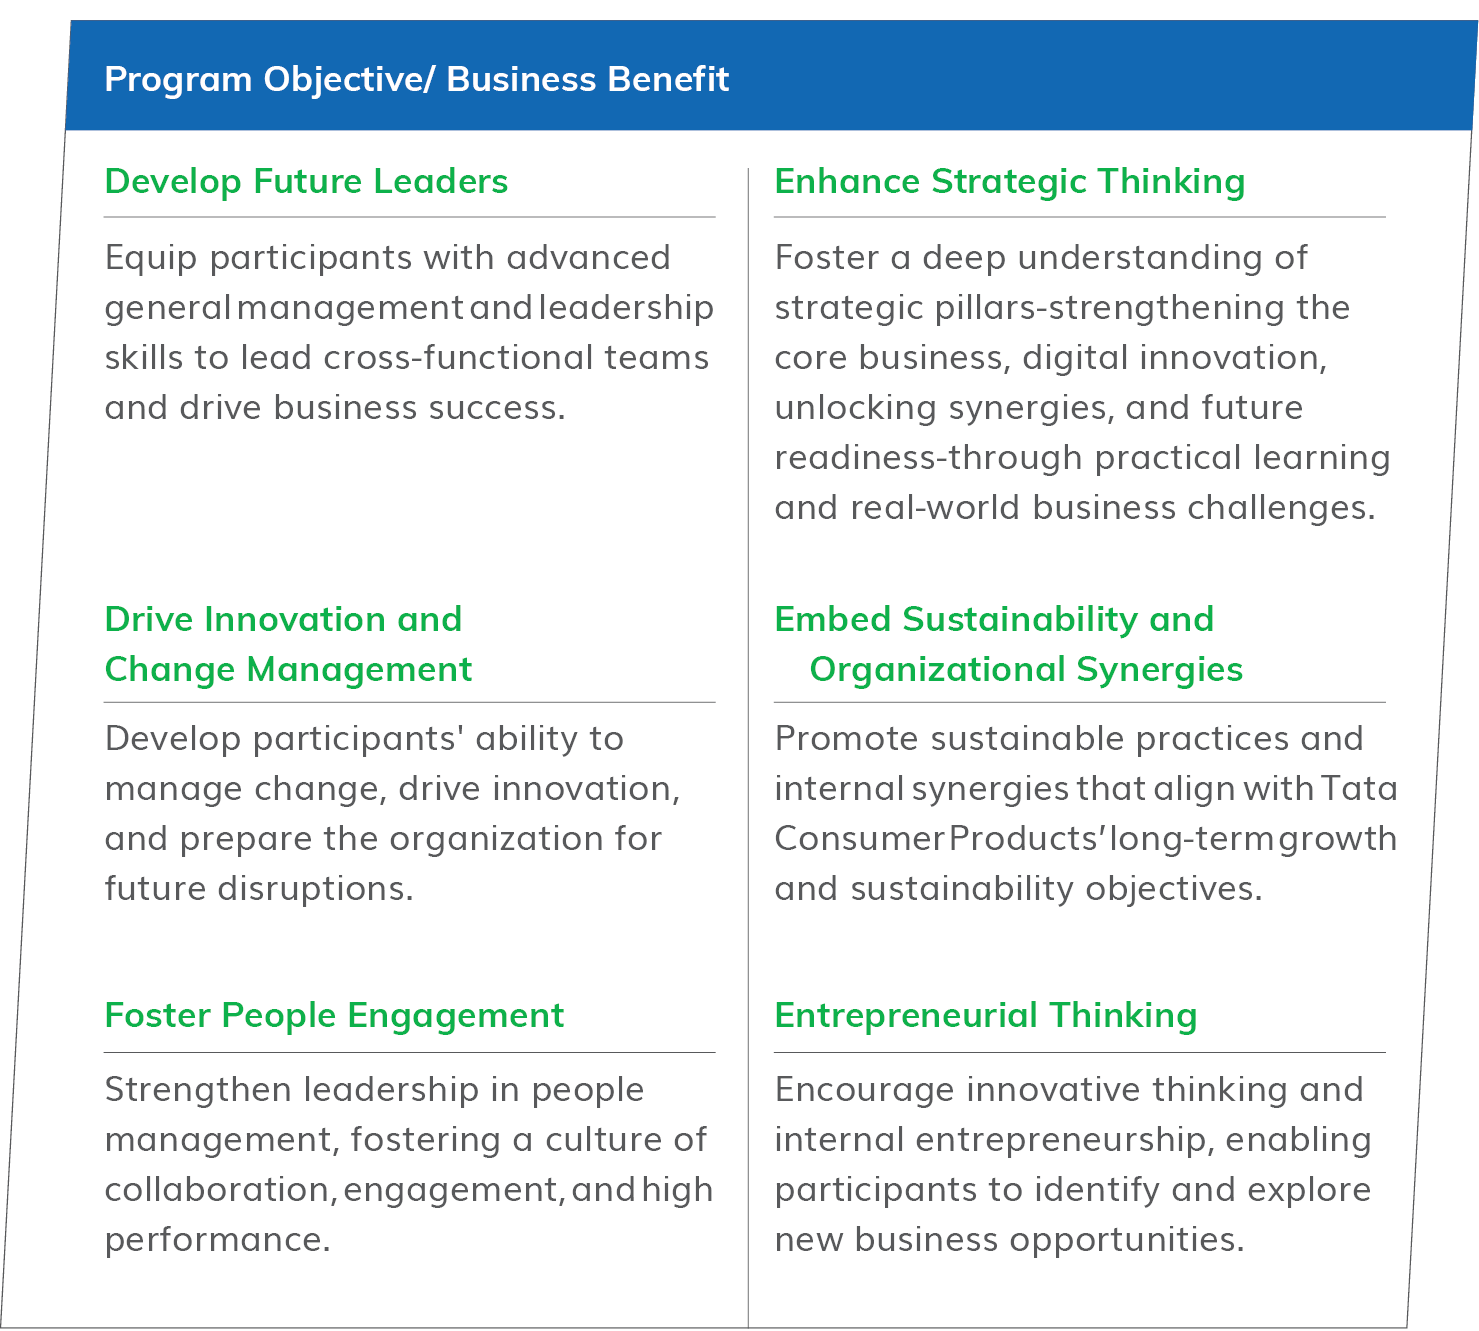 Program Objective/ Business Benefit
Develop Future Leaders
Equip participants with advanced
general management and leadership
skills to lead cross-functional teams
and drive business success.
Enhance Strategic Thinking
Foster a deep understanding of
strategic pillars-strengthening the
core business, digital innovation,
unlocking synergies, and future
readiness-through practical learning
and real-world business challenges.
Drive Innovation and
Change Management
Develop participants' ability to
manage change, drive innovation,
and prepare the organization for
future disruptions.
Embed Sustainability and
Organizational Synergies
Promote sustainable practices and
internal synergies that align with Tata
Consumer Products’ long-term growth
and sustainability objectives.
Foster People Engagement
Strengthen leadership in people
management, fostering a culture of
collaboration, engagement, and high
performance.
Entrepreneurial Thinking
Encourage innovative thinking and
internal entrepreneurship, enabling
participants to identify and explore
new business opportunities.